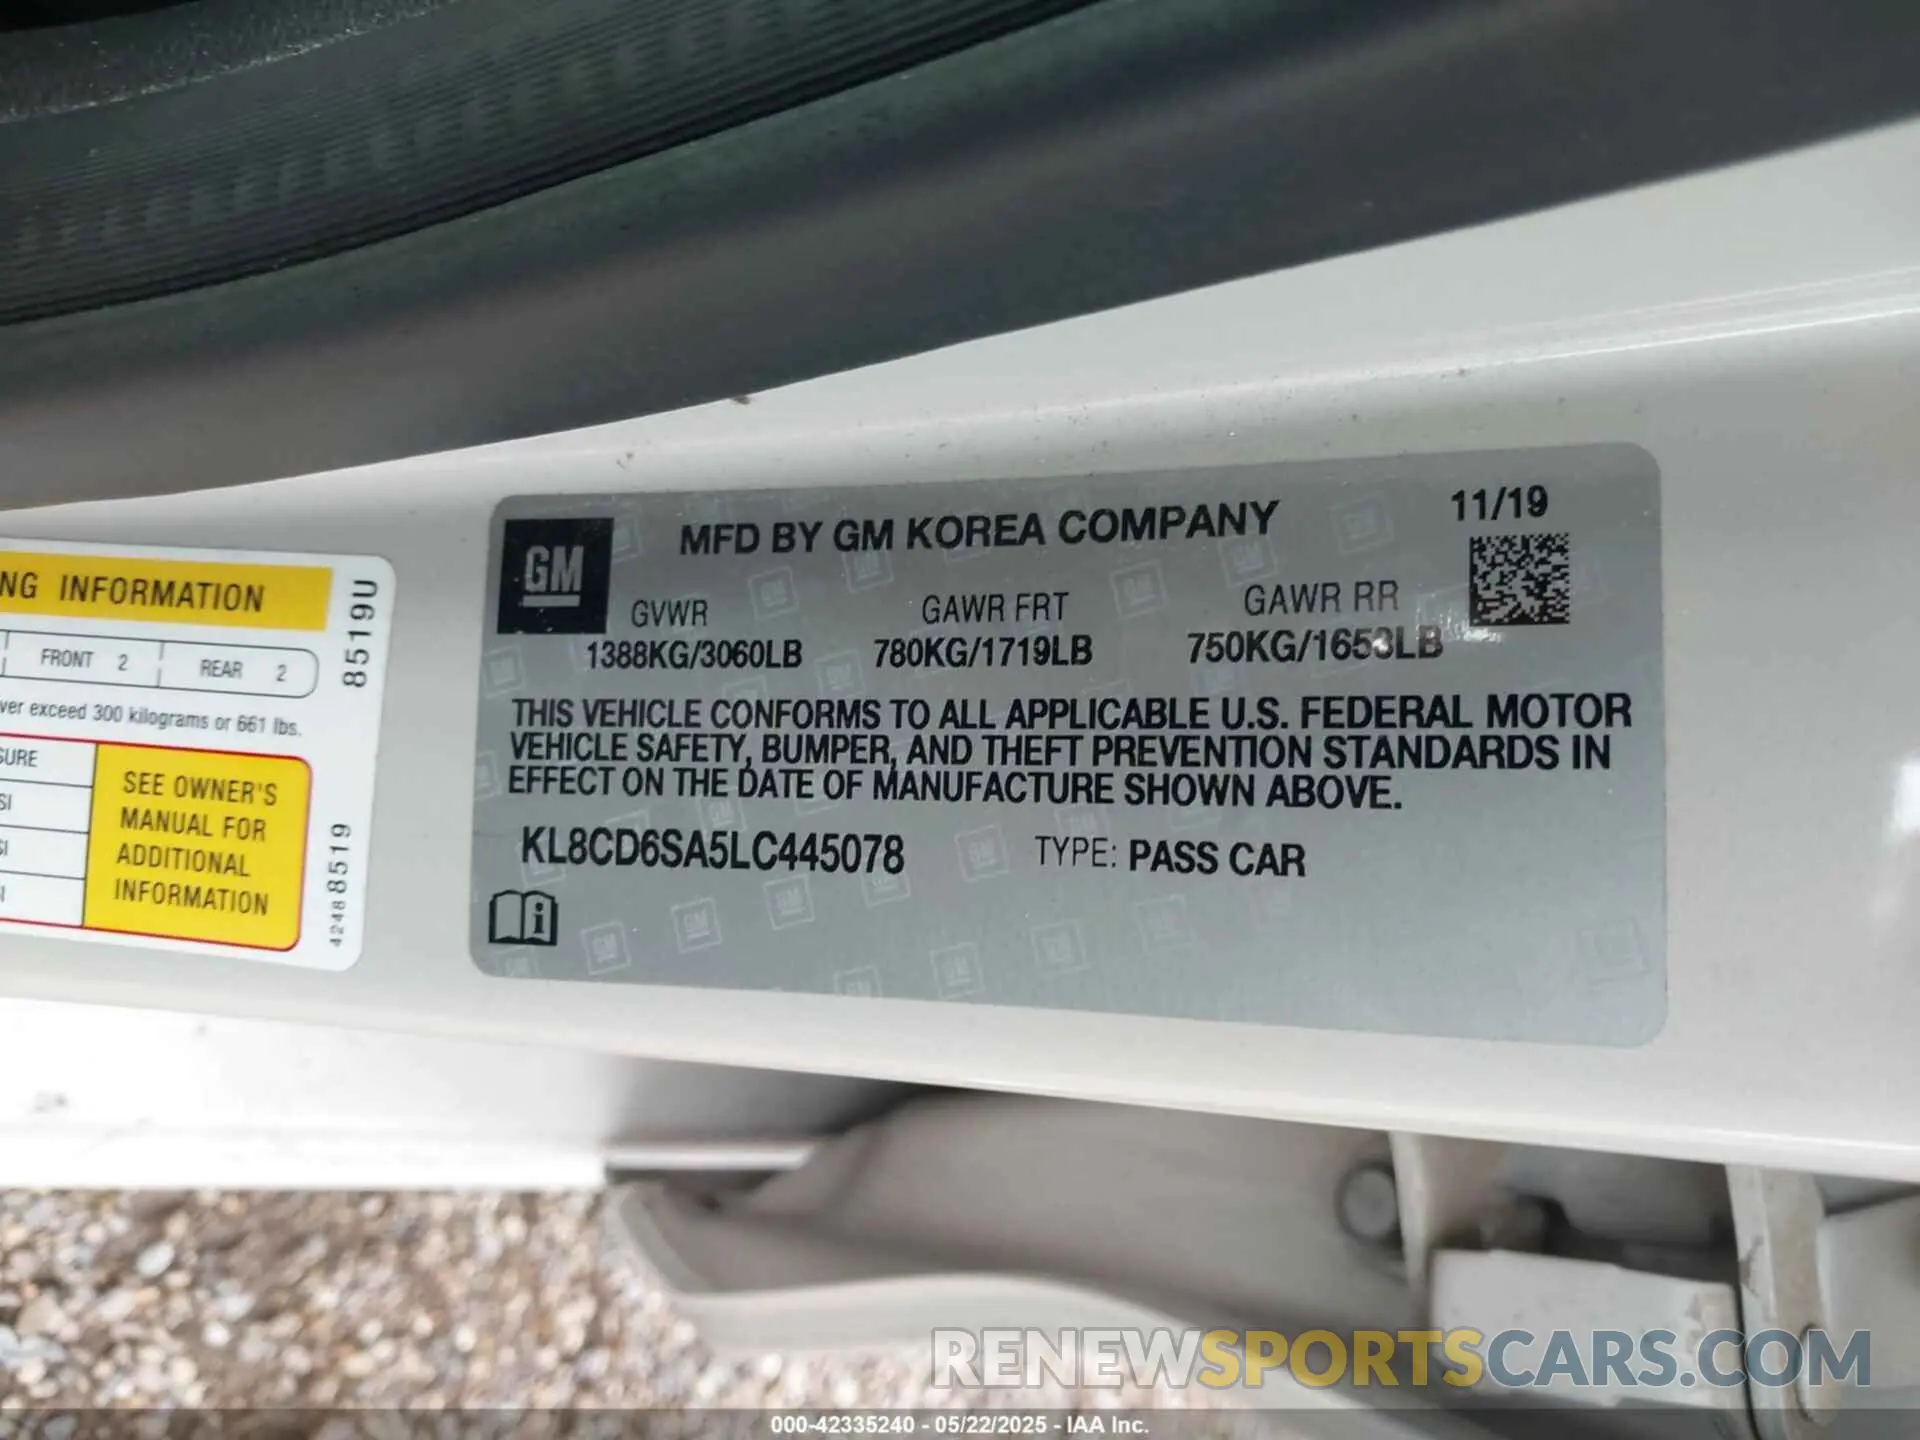 NG INFORMATION
FRONT 2 REAR 2
ver exceed 300 kilograms or 661 lbs.
SURE
SI
SI
SI
SEE OWNER'S
MANUAL FOR
ADDITIONAL
INFORMATION
8519U
42488519
GM
MFD BY GM KOREA COMPANY
11/19
GVWR GAWR FRT GAWR RR
1388KG/3060LB 780KG/1719LB 750KG/1653LB
THIS VEHICLE CONFORMS TO ALL APPLICABLE U.S. FEDERAL MOTOR
VEHICLE SAFETY, BUMPER, AND THEFT PREVENTION STANDARDS IN
EFFECT ON THE DATE OF MANUFACTURE SHOWN ABOVE.
KL8CD6SA5LC445078 TYPE: PASS CAR
RENEWSPORTSCARS.COM
000-42335240 - 05/22/2025 - IAA Inc.